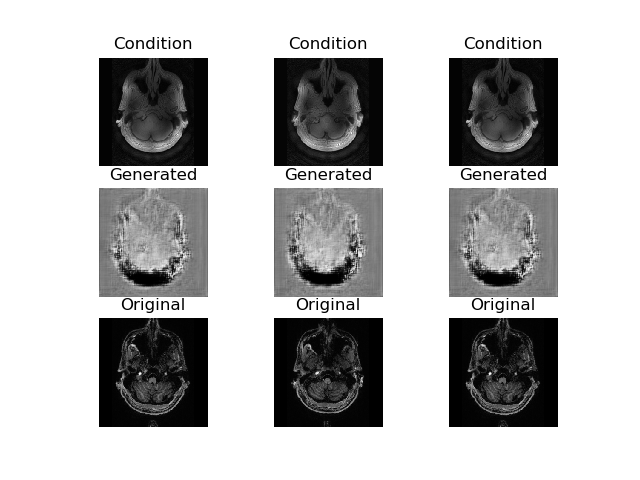 Condition Condition Condition
Generated Generated Generated
Original Original Original